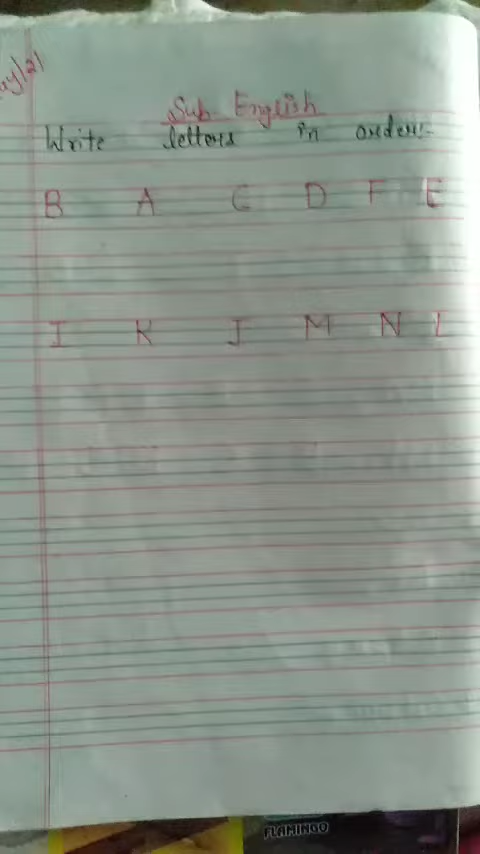 Sub- English
Write letters in order:-
B A C D F E
I K J M N L
FLAMINGO